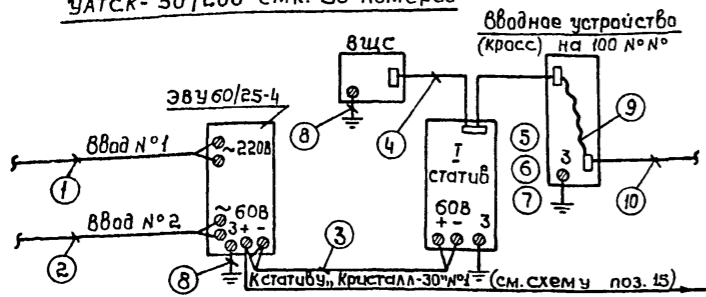 УАТСК-50/200 емк. 30 номеров
Вводное устройство
(кросс) на 100 №№
ВЩС
ЭВУ60/25-4
Ввод №1
~220В
8
4
9
5
6
7
3
I
статив
60В
+ -
3
1
10
Ввод №2
~
60В
3 + -
2
3
8
К стативу "Кристалл-30" №1 (см. схему поз. 15)